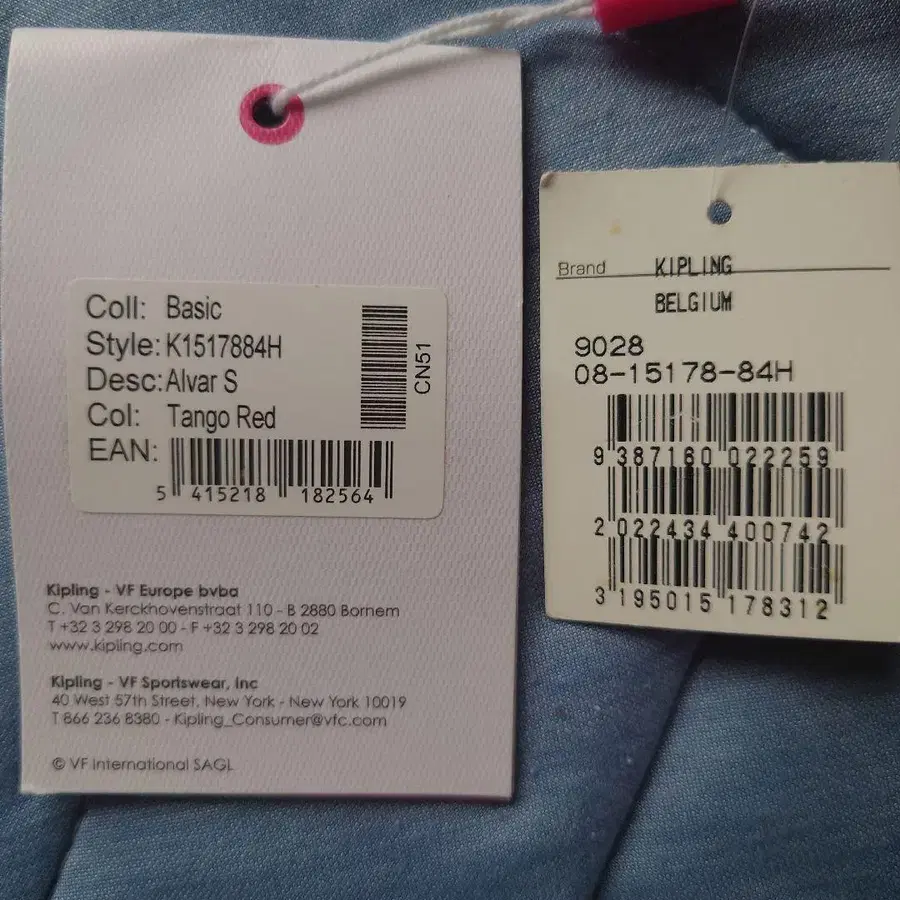 Coll: Basic
Style: K1517884H
Desc: Alvar S
Col: Tango Red
EAN:
5 415218 182564
CN51
Kipling - VF Europe bvba
C. Van Kerckhovenstraat 110 - B 2880 Bornem
T +32 3 298 20 00 - F +32 3 298 20 02
www.kipling.com
Kipling - VF Sportswear, Inc
40 West 57th Street, New York - New York 10019
T 866 236 8380 - Kipling_Consumer@vfc.com
© VF International SAGL
Brand KIPLING
BELGIUM
9028
08-15178-84H
9 387160 022259
2 022434 400742
3 195015 178312